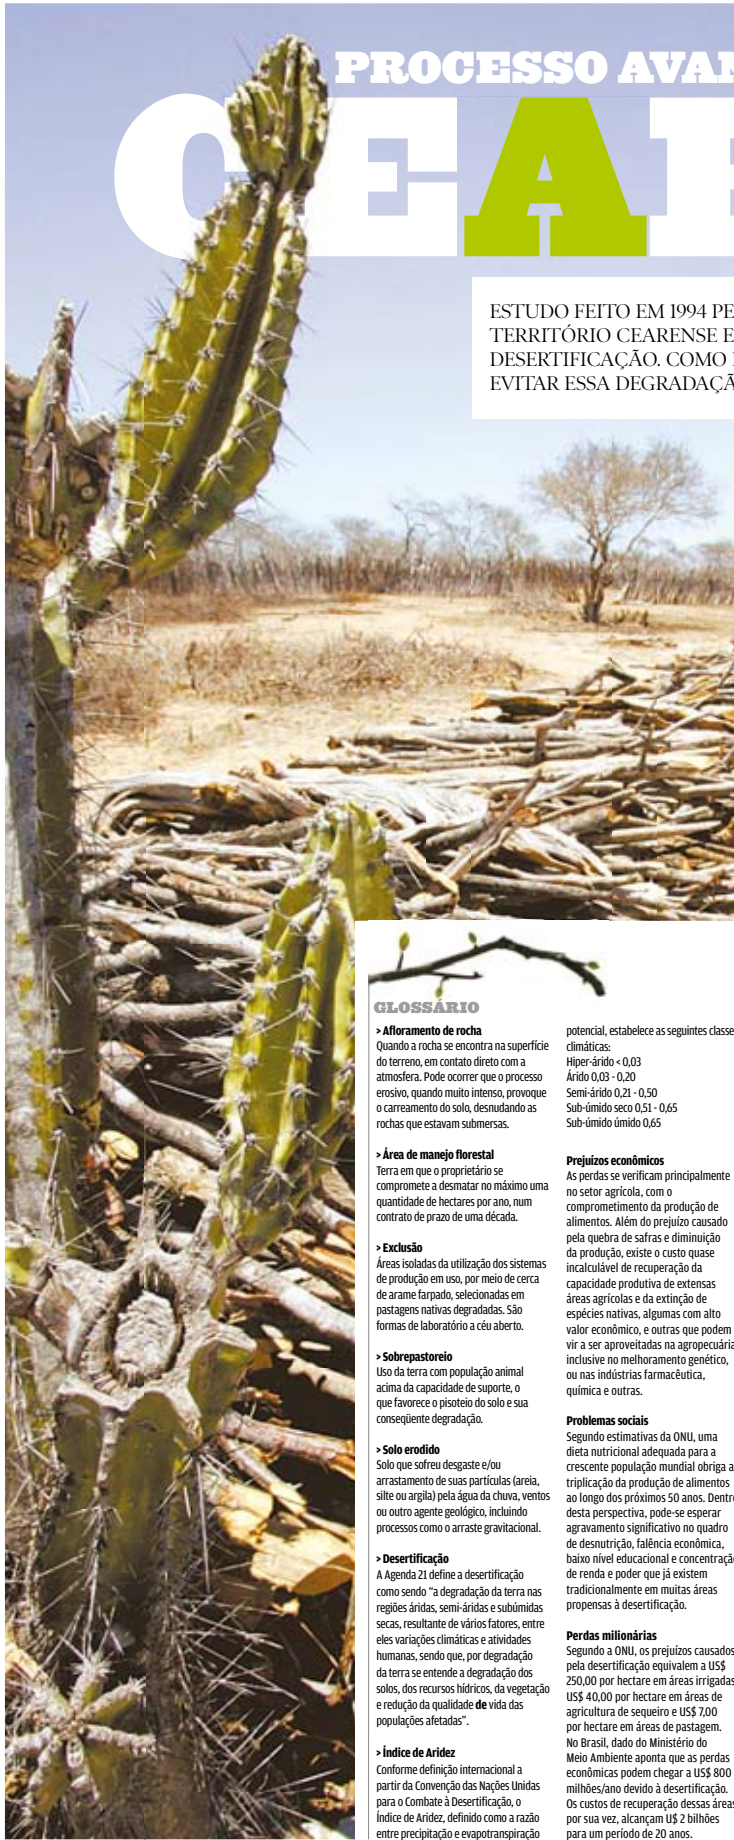 PROCESSO AVAN
CEA
ESTUDO FEITO EM 1994 PE
TERRITÓRIO CEARENSE E
DESERTIFICAÇÃO. COMO
EVITAR ESSA DEGRADAÇÃ
GLOSSÁRIO
> Afloramento de rocha
Quando a rocha se encontra na superfície
do terreno, em contato direto com a
atmosfera. Pode ocorrer que o processo
erosivo, quando muito intenso, provoque
o carreamento do solo, desnudando as
rochas que estavam submersas.
> Área de manejo florestal
Terra em que o proprietário se
compromete a desmatar no máximo uma
quantidade de hectares por ano, num
contrato de prazo de uma década.
> Exclusão
Áreas isoladas da utilização dos sistemas
de produção em uso, por meio de cerca
de arame farpado, selecionadas em
pastagens nativas degradadas. São
formas de laboratório a céu aberto.
> Sobrepastoreio
Uso da terra com população animal
acima da capacidade de suporte, o
que favorece o pisoteio do solo e sua
conseqüente degradação.
> Solo erodido
Solo que sofreu desgaste e/ou
arrastamento de suas partículas (areia,
silte ou argila) pela água da chuva, ventos
ou outro agente geológico, incluindo
processos como o arraste gravitacional.
> Desertificação
A Agenda 21 define a desertificação
como sendo “a degradação da terra nas
regiões áridas, semi-áridas e subúmidas
secas, resultante de vários fatores, entre
eles variações climáticas e atividades
humanas, sendo que, por degradação
da terra se entende a degradação dos
solos, dos recursos hídricos, da vegetação
e redução da qualidade de vida das
populações afetadas”.
> Índice de Aridez
Conforme definição internacional a
partir da Convenção das Nações Unidas
para o Combate à Desertificação, o
Índice de Aridez, definido como a razão
entre precipitação e evapotranspiração
potencial, estabelece as seguintes classe
climáticas:
Hiper-árido < 0,03
Árido 0,03 - 0,20
Semi-árido 0,21 - 0,50
Sub-úmido seco 0,51 - 0,65
Sub-úmido úmido 0,65
Prejuízos econômicos
As perdas se verificam principalmente
no setor agrícola, com o
comprometimento da produção de
alimentos. Além do prejuízo causado
pela quebra de safras e diminuição
da produção, existe o custo quase
incalculável de recuperação da
capacidade produtiva de extensas
áreas agrícolas e da extinção de
espécies nativas, algumas com alto
valor econômico, e outras que podem
vir a ser aproveitadas na agropecuária
inclusive no melhoramento genético,
ou nas indústrias farmacêutica,
química e outras.
Problemas sociais
Segundo estimativas da ONU, uma
dieta nutricional adequada para a
crescente população mundial obriga a
triplicação da produção de alimentos
ao longo dos próximos 50 anos. Dentr
desta perspectiva, pode-se esperar
agravamento significativo no quadro
de desnutrição, falência econômica,
baixo nível educacional e concentraçã
de renda e poder que já existem
tradicionalmente em muitas áreas
propensas à desertificação.
Perdas milionárias
Segundo a ONU, os prejuízos causados
pela desertificação equivalem a US$
250,00 por hectare em áreas irrigadas
US$ 40,00 por hectare em áreas de
agricultura de sequeiro e US$ 7,00
por hectare em áreas de pastagem.
No Brasil, dado do Ministério do
Meio Ambiente aponta que as perdas
econômicas podem chegar a US$ 800
milhões/ano devido à desertificação.
Os custos de recuperação dessas áreas
por sua vez, alcançam U$ 2 bilhões
para um período de 20 anos.